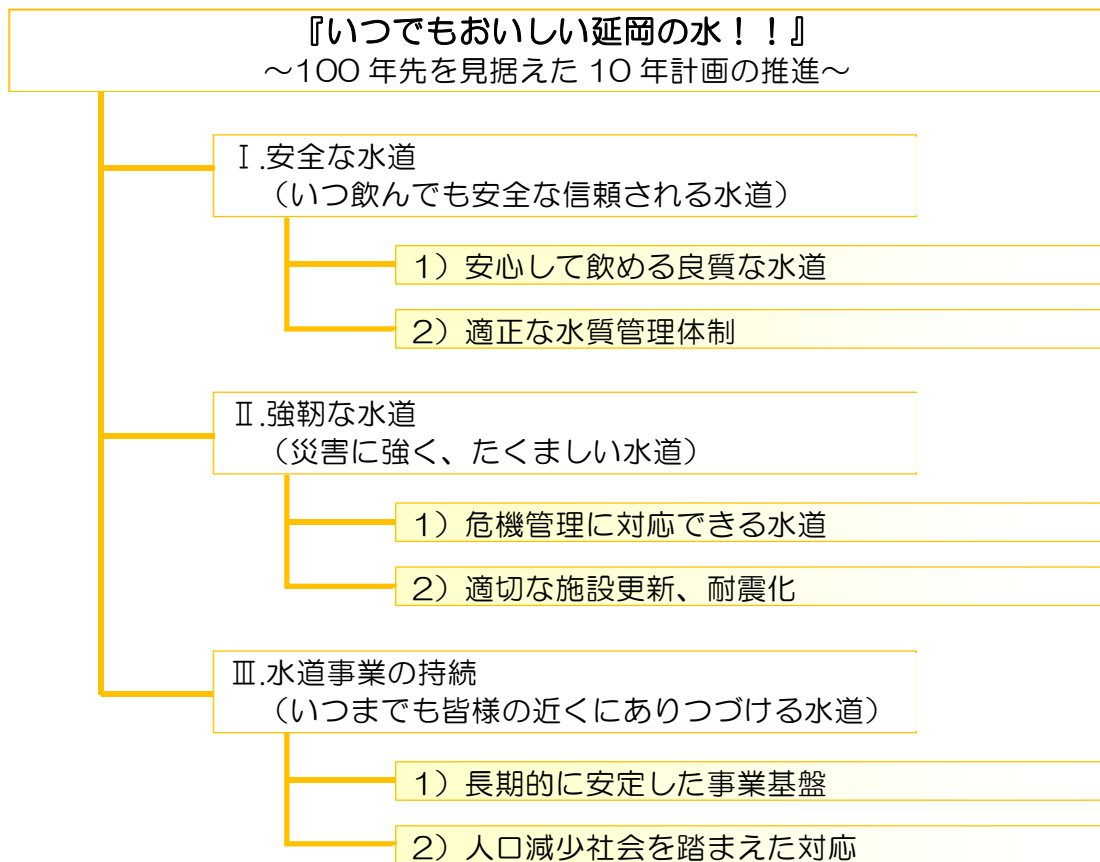 『いつでもおいしい延岡の水！！』
～100年先を見据えた10年計画の推進～
Ⅰ.安全な水道
（いつ飲んでも安全な信頼される水道）
1）安心して飲める良質な水道
2）適正な水質管理体制
Ⅱ.強靭な水道
（災害に強く、たくましい水道）
1）危機管理に対応できる水道
2）適切な施設更新、耐震化
Ⅲ.水道事業の持続
（いつまでも皆様の近くにありつづける水道）
1）長期的に安定した事業基盤
2）人口減少社会を踏まえた対応